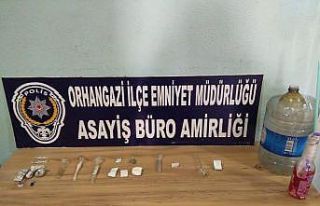 ORHANGAZİ İLÇE EMNİYET MÜDÜRLÜĞÜ
ASAYİŞ BÜRO AMİRLİĞİ
POLİS